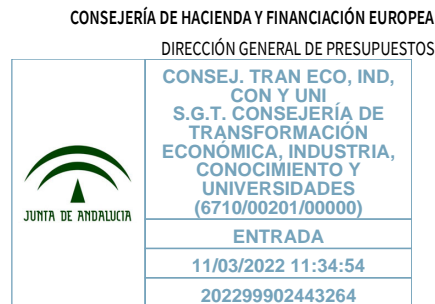 CONSEJERÍA DE HACIENDA Y FINANCIACIÓN EUROPEA
DIRECCIÓN GENERAL DE PRESUPUESTOS
CONSEJ. TRAN ECO, IND,
CON Y UNI
S.G.T. CONSEJERÍA DE
TRANSFORMACIÓN
ECONÓMICA, INDUSTRIA,
CONOCIMIENTO Y
UNIVERSIDADES
(6710/00201/00000)
JUNTA DE ANDALUCIA
ENTRADA
11/03/2022 11:34:54
202299902443264